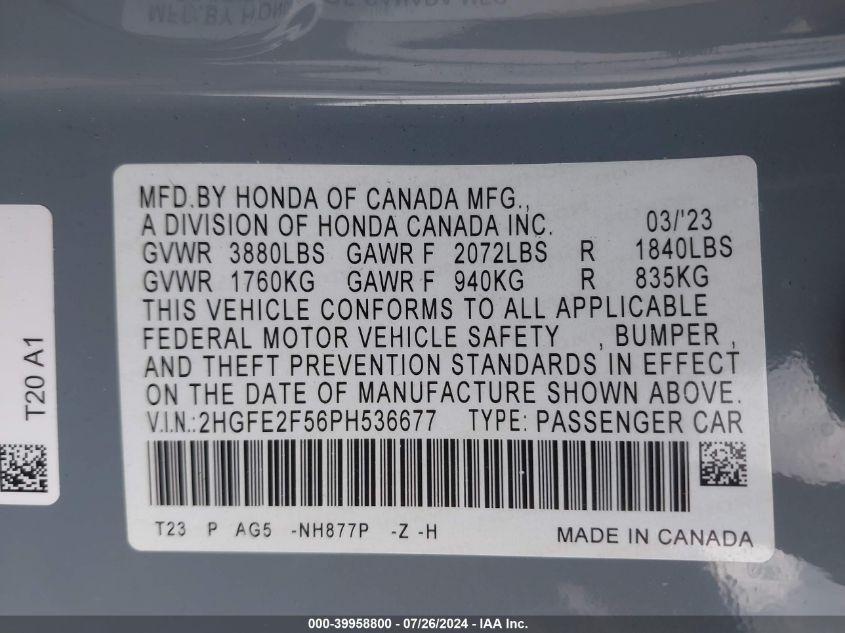 MFD.BY HONDA OF CANADA MFG.,
A DIVISION OF HONDA CANADA INC. 03/'23
GVWR 3880LBS GAWR F 2072LBS R 1840LBS
GVWR 1760KG GAWR F 940KG R 835KG
THIS VEHICLE CONFORMS TO ALL APPLICABLE
FEDERAL MOTOR VEHICLE SAFETY , BUMPER ,
AND THEFT PREVENTION STANDARDS IN EFFECT
ON THE DATE OF MANUFACTURE SHOWN ABOVE.
V.I.N.:2HGFE2F56PH536677 TYPE: PASSENGER CAR
T23 P AG5 -NH877P -Z -H MADE IN CANADA
T20 A1
000-39958800 - 07/26/2024 - IAA Inc.